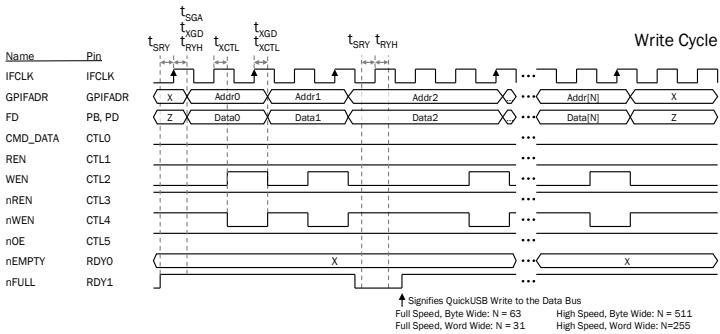 Write Cycle
tSGA
tXGD
tRYH
tSRY
tXCTL
tXGD
tXCTL
tSRY tRYH
Name Pin
IFCLK IFCLK
GPIFADR GPIFADR X Addr0 Addr1 Addr2 ... Addr[N] X
FD PB, PD Z Data0 Data1 Data2 ... Data[N] Z
CMD_DATA CTL0
REN CTL1
WEN CTL2
nREN CTL3
nWEN CTL4
nOE CTL5
nEMPTY RDY0 X X
nFULL RDY1
Signifies QuickUSB Write to the Data Bus
Full Speed, Byte Wide: N = 63 High Speed, Byte Wide: N = 511
Full Speed, Word Wide: N = 31 High Speed, Word Wide: N=255